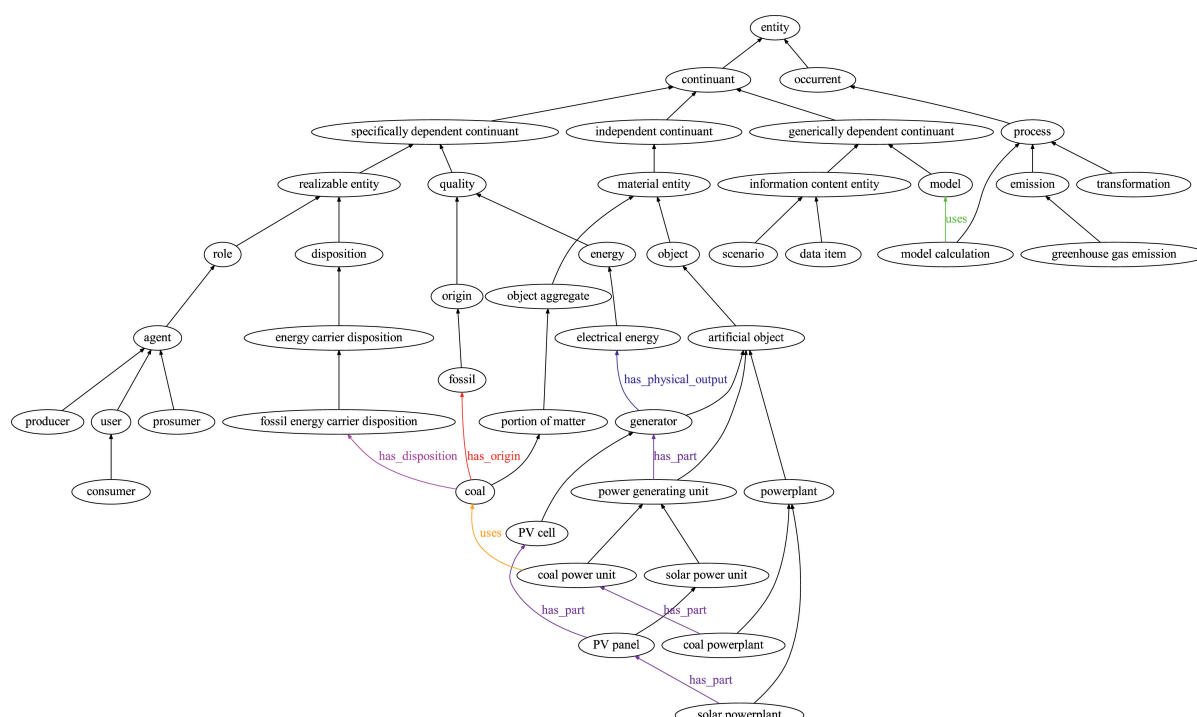 entity
continuant
occurrent
specifically dependent continuant
independent continuant
generically dependent continuant
process
realizable entity
quality
material entity
information content entity
model
emission
transformation
uses
role
disposition
energy
object
scenario
data item
model calculation
greenhouse gas emission
origin
object aggregate
agent
energy carrier disposition
electrical energy
artificial object
fossil
has_physical_output
producer
user
prosumer
fossil energy carrier disposition
portion of matter
generator
has_disposition
has_origin
has_part
consumer
coal
power generating unit
powerplant
uses
PV cell
coal power unit
solar power unit
has_part
has_part
PV panel
coal powerplant
has_part
solar powerplant